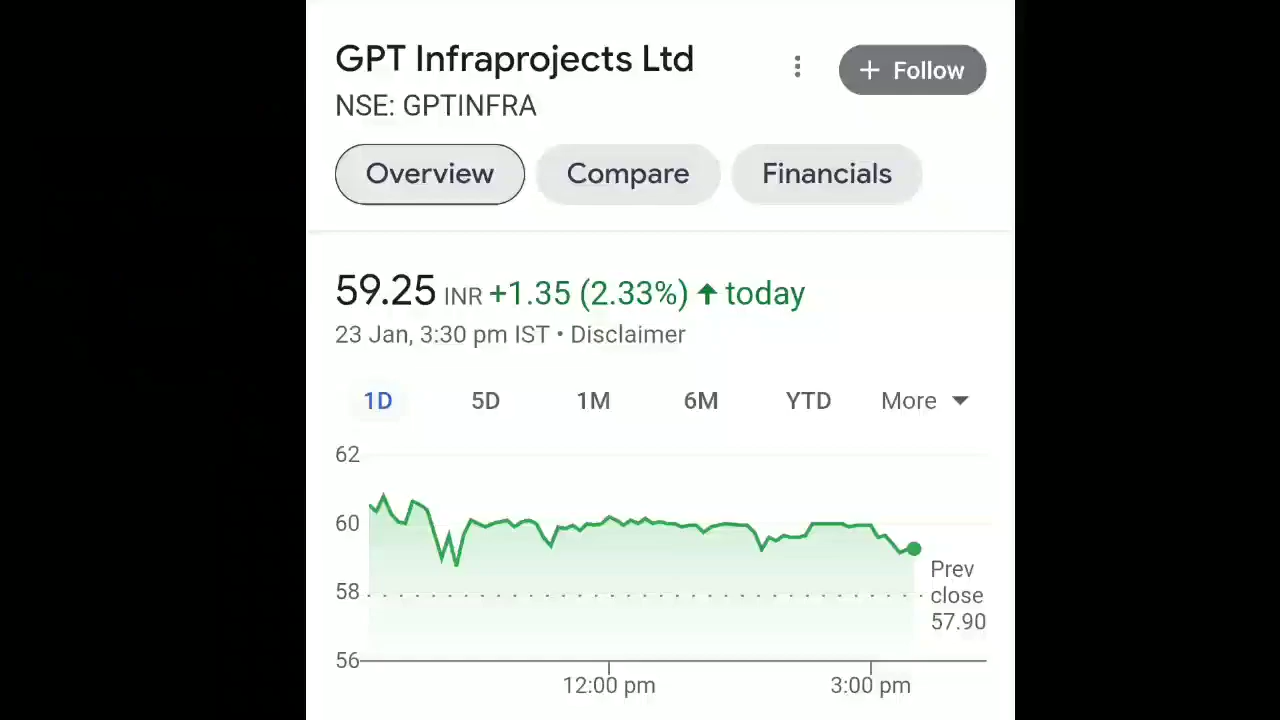 GPT Infraprojects Ltd
+ Follow
NSE: GPTINFRA
Overview Compare Financials
59.25 INR +1.35 (2.33%) ↑ today
23 Jan, 3:30 pm IST • Disclaimer
1D 5D 1M 6M YTD More
62
60
58
Prev
close
57.90
56
12:00 pm 3:00 pm